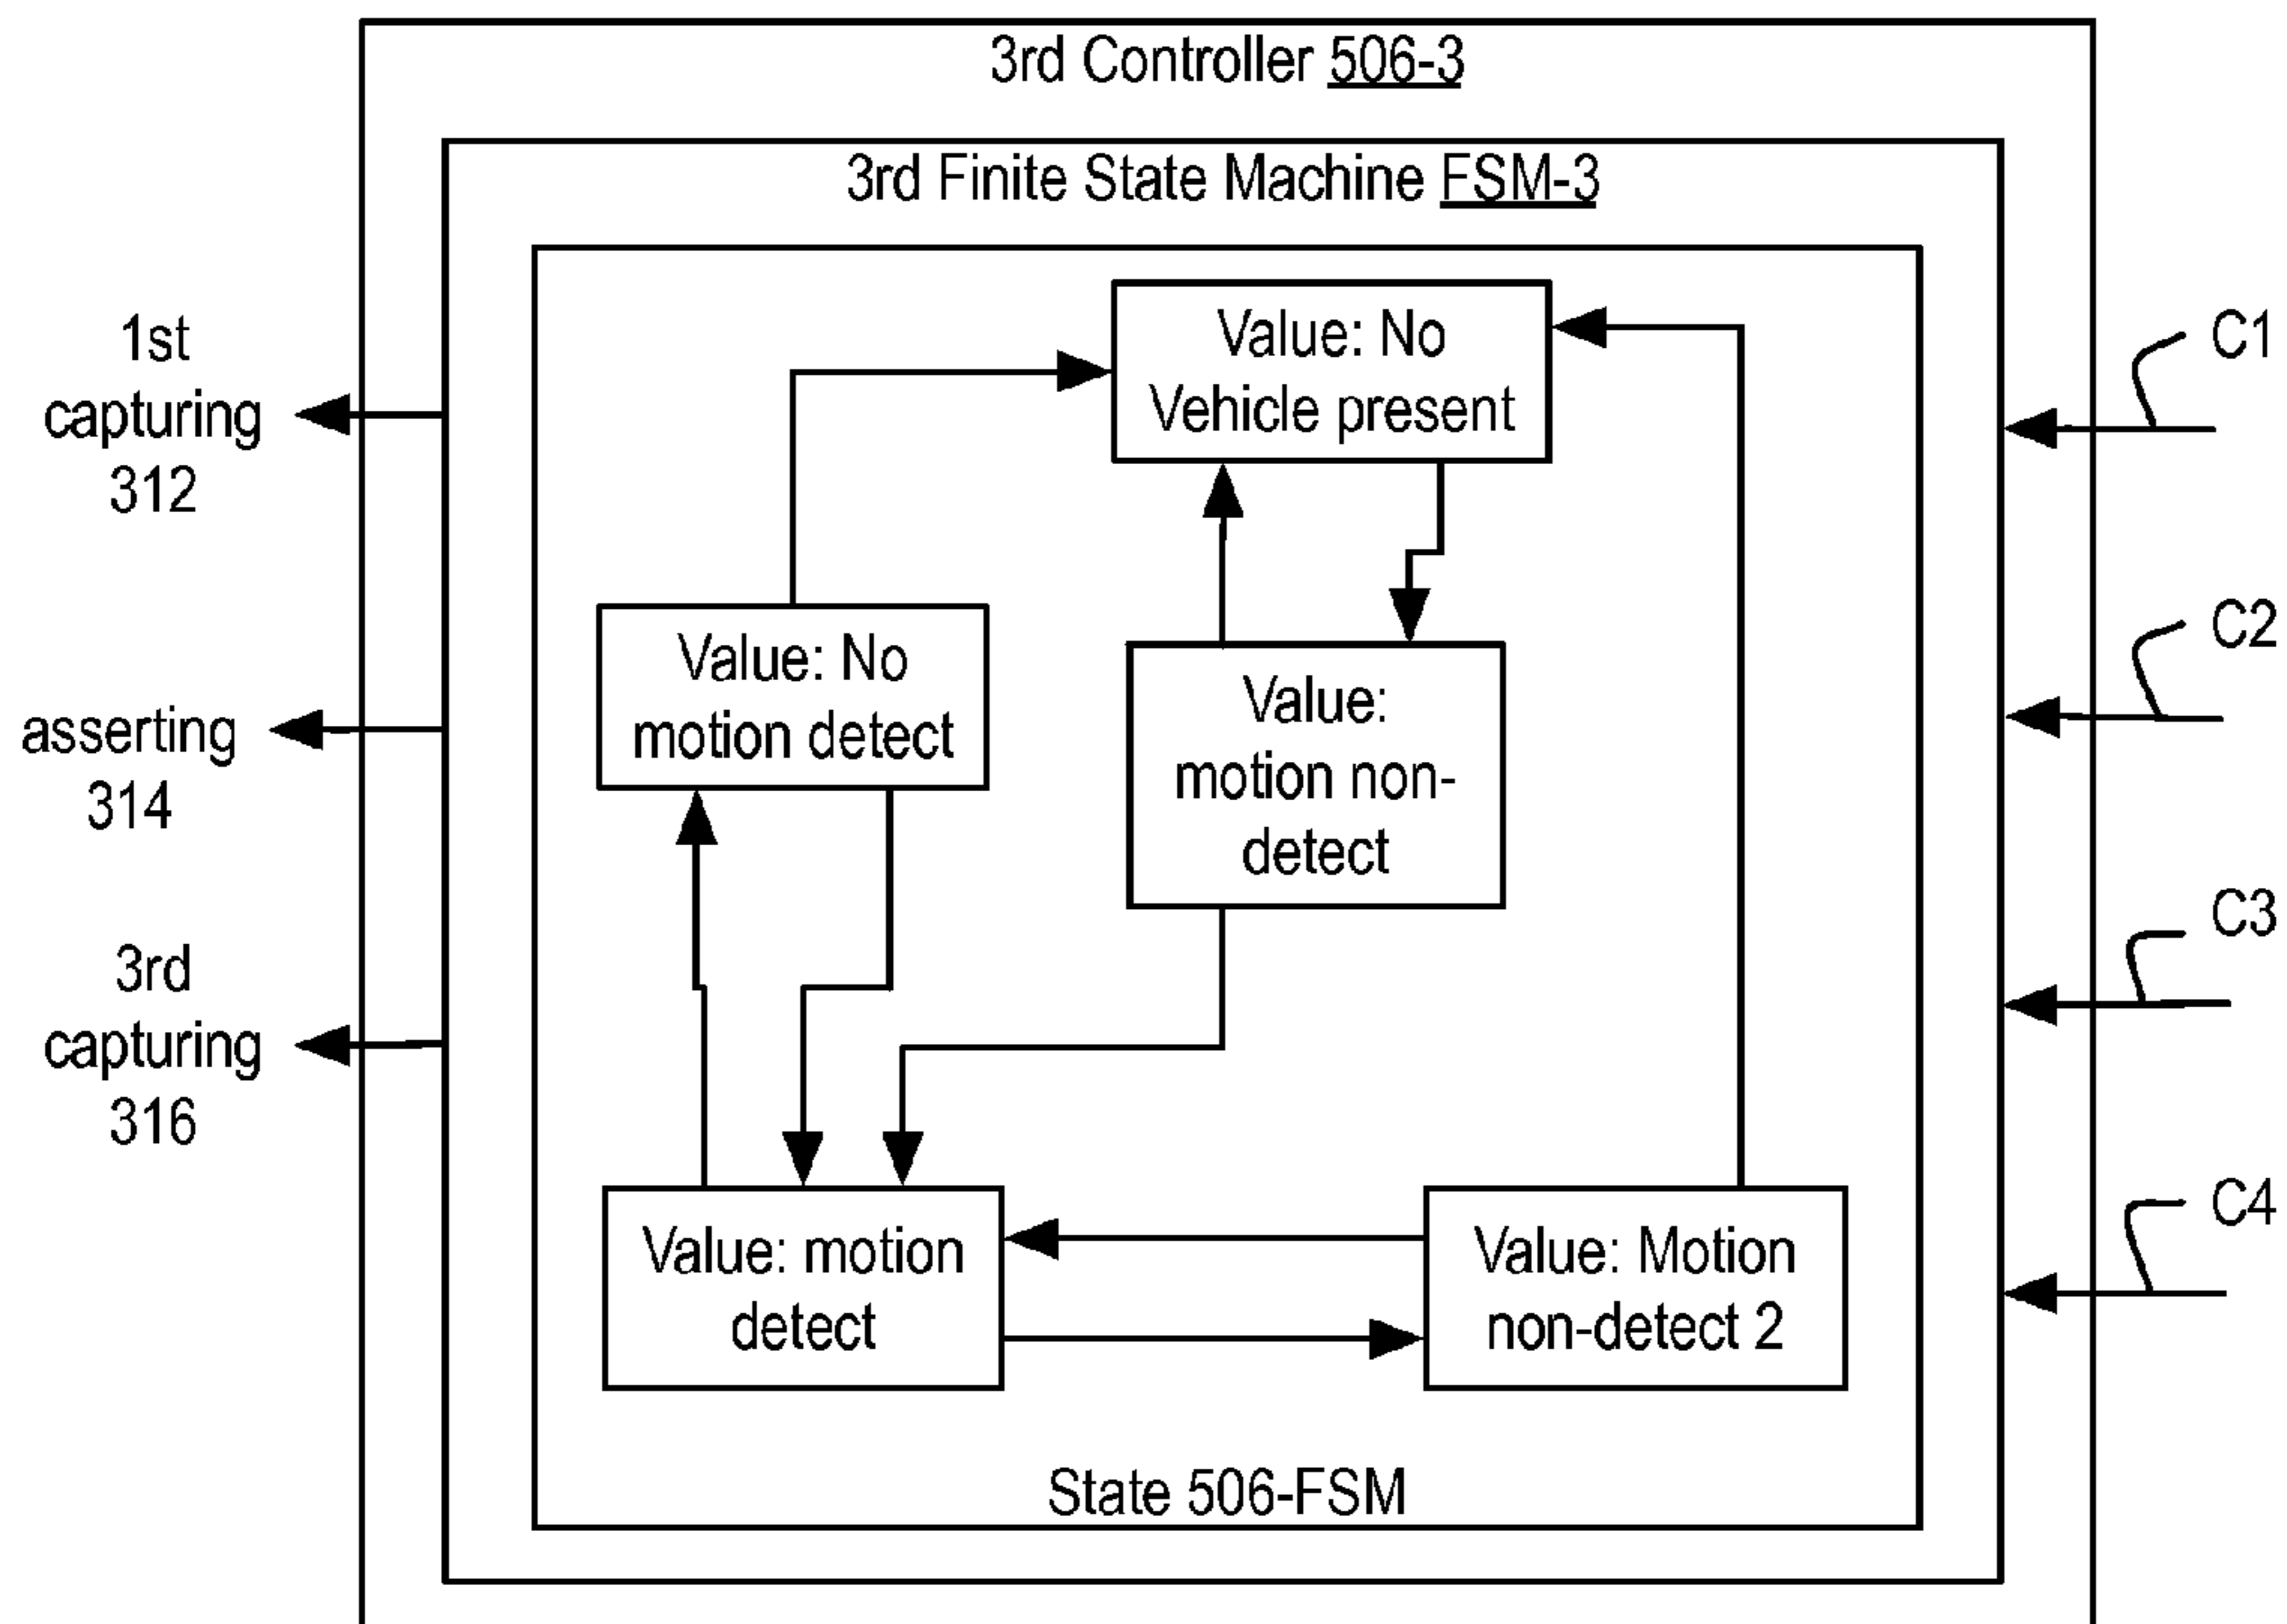 3rd Controller 506-3
3rd Finite State Machine FSM-3
1st
capturing
312
asserting
314
3rd
capturing
316
Value: No
Vehicle present
Value: No
motion detect
Value:
motion non-
detect
Value: motion
detect
Value: Motion
non-detect 2
State 506-FSM
C1
C2
C3
C4